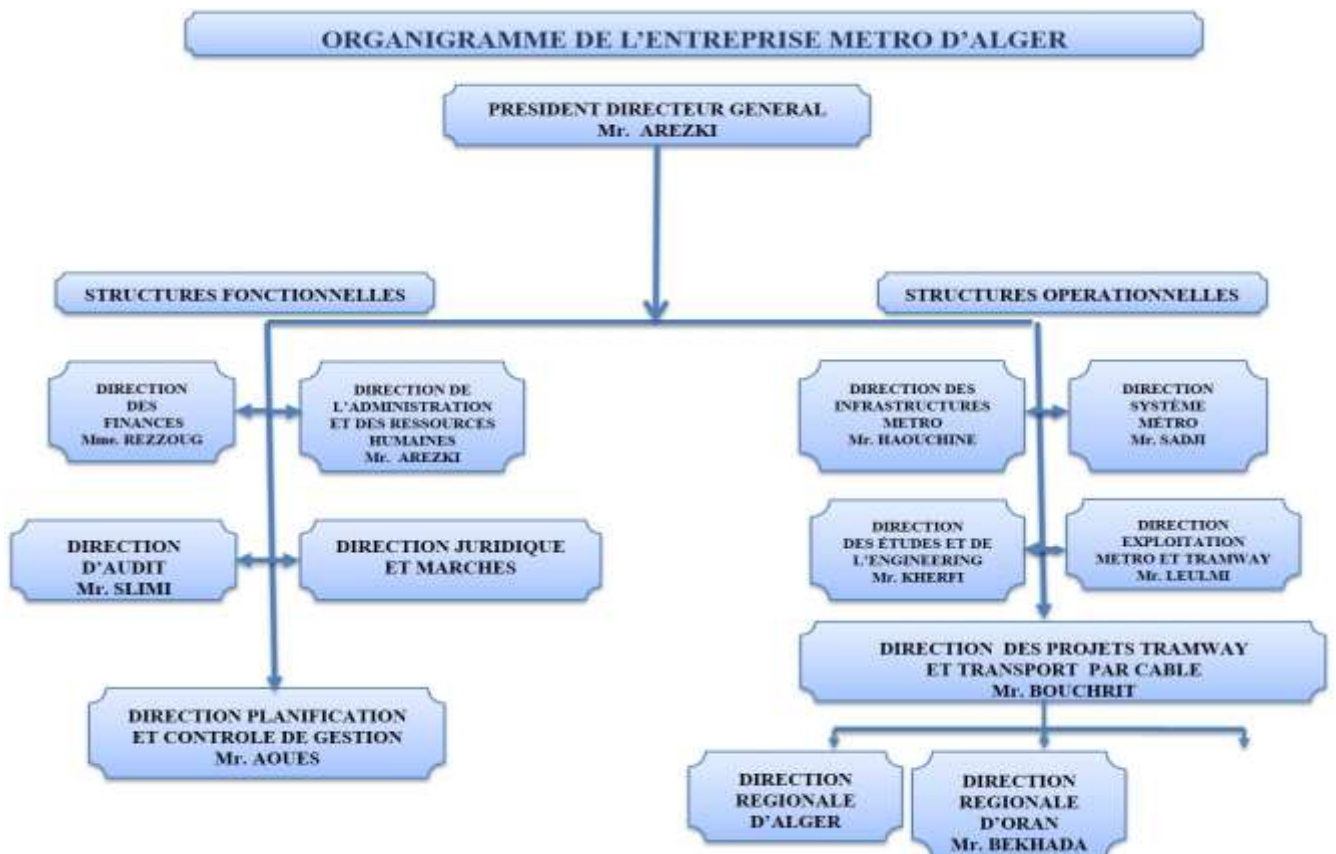 ORGANIGRAMME DE L'ENTREPRISE METRO D'ALGER
PRESIDENT DIRECTEUR GENERAL
Mr. AREZKI
STRUCTURES FONCTIONNELLES
STRUCTURES OPERATIONNELLES
DIRECTION
DES
FINANCES
Mme. REZZOUG
DIRECTION DE
L'ADMINISTRATION
ET DES RESSOURCES
HUMAINES
Mr. AREZKI
DIRECTION DES
INFRASTRUCTURES
METRO
Mr. HAOUCHINE
DIRECTION
SYSTÈME
MÉTRO
Mr. SADJI
DIRECTION
D'AUDIT
Mr. SLIMI
DIRECTION JURIDIQUE
ET MARCHES
DIRECTION
DES ÉTUDES ET DE
L'ENGINEERING
Mr. KHERFI
DIRECTION
EXPLOITATION
METRO ET TRAMWAY
Mr. LEULMI
DIRECTION PLANIFICATION
ET CONTROLE DE GESTION
Mr. AOUES
DIRECTION DES PROJETS TRAMWAY
ET TRANSPORT PAR CABLE
Mr. BOUCHRIT
DIRECTION
REGIONALE
D'ALGER
DIRECTION
REGIONALE
D'ORAN
Mr. BEKHADA